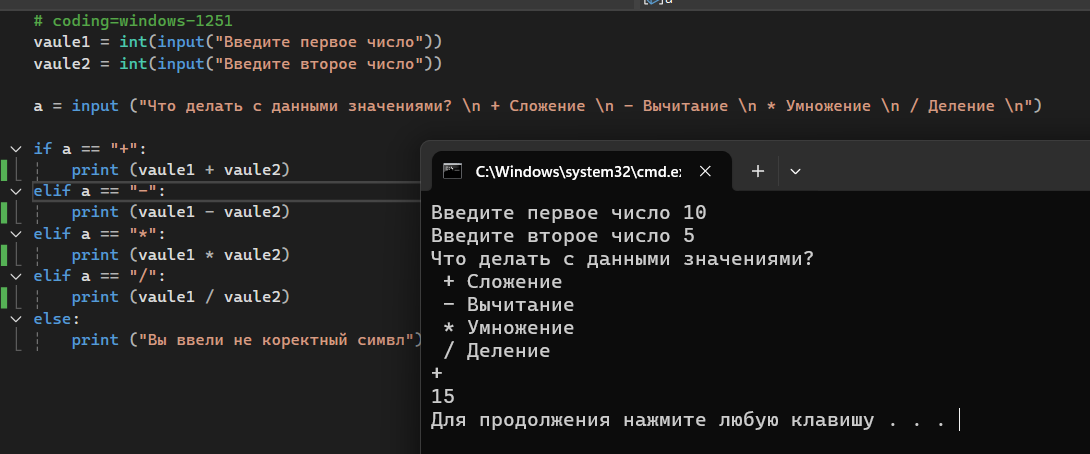 # coding=windows-1251
vaule1 = int(input("Введите первое число"))
vaule2 = int(input("Введите второе число"))
a = input ("Что делать с данными значениями? \n + Сложение \n - Вычитание \n * Умножение \n / Деление \n")
if a == "+":
print (vaule1 + vaule2)
elif a == "-":
print (vaule1 - vaule2)
elif a == "*":
print (vaule1 * vaule2)
elif a == "/":
print (vaule1 / vaule2)
else:
print ("Вы ввели не коректный симвл")
C:\Windows\system32\cmd.e
Введите первое число 10
Введите второе число 5
Что делать с данными значениями?
+ Сложение
- Вычитание
* Умножение
/ Деление
+
15
Для продолжения нажмите любую клавишу . . .